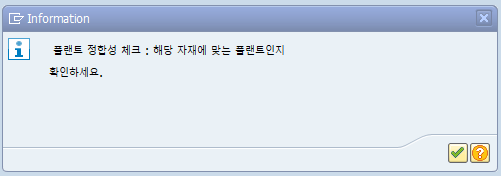 Information
플랜트 정합성 체크 : 해당 자재에 맞는 플랜트인지
확인하세요.